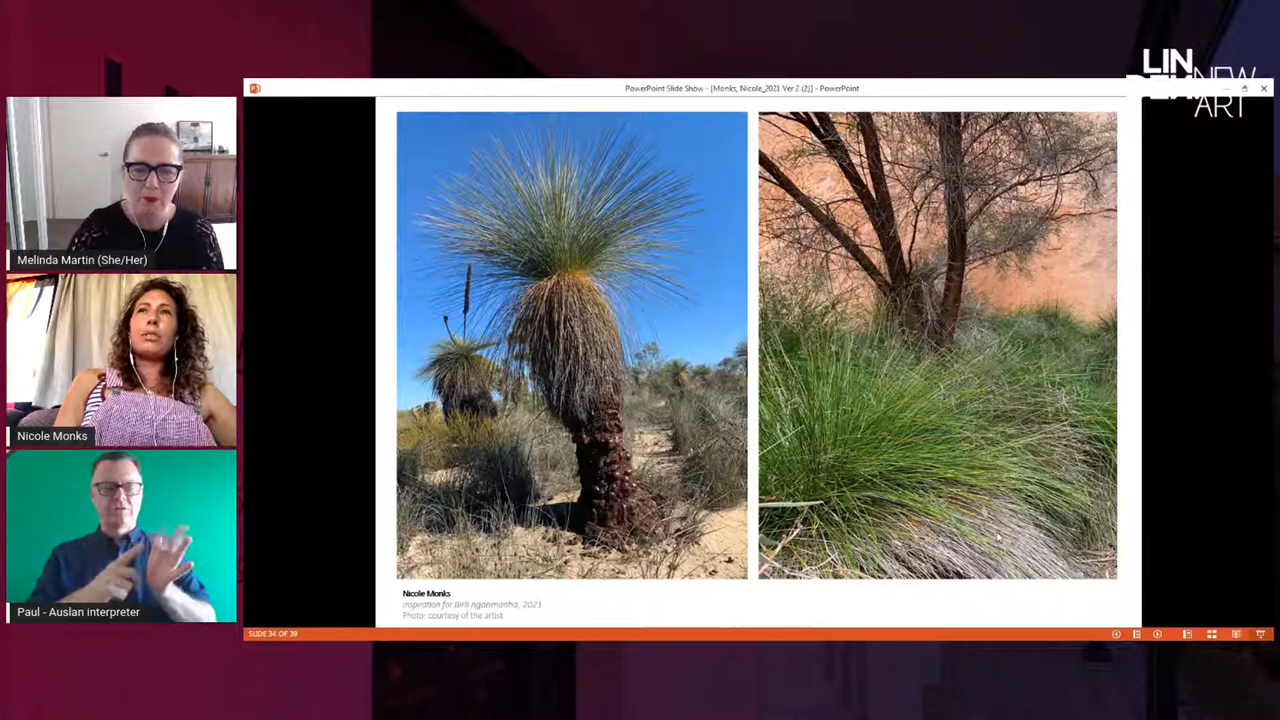 LIN
DEN NEW
ART
PowerPoint Slide Show - [Monks, Nicole_2021 Ver 2 (2)] - PowerPoint
Melinda Martin (She/Her)
Nicole Monks
Paul - Auslan interpreter
Nicole Monks
Inspiration for Birli nganmanha, 2021
Photo: courtesy of the artist
SLIDE 34 OF 39